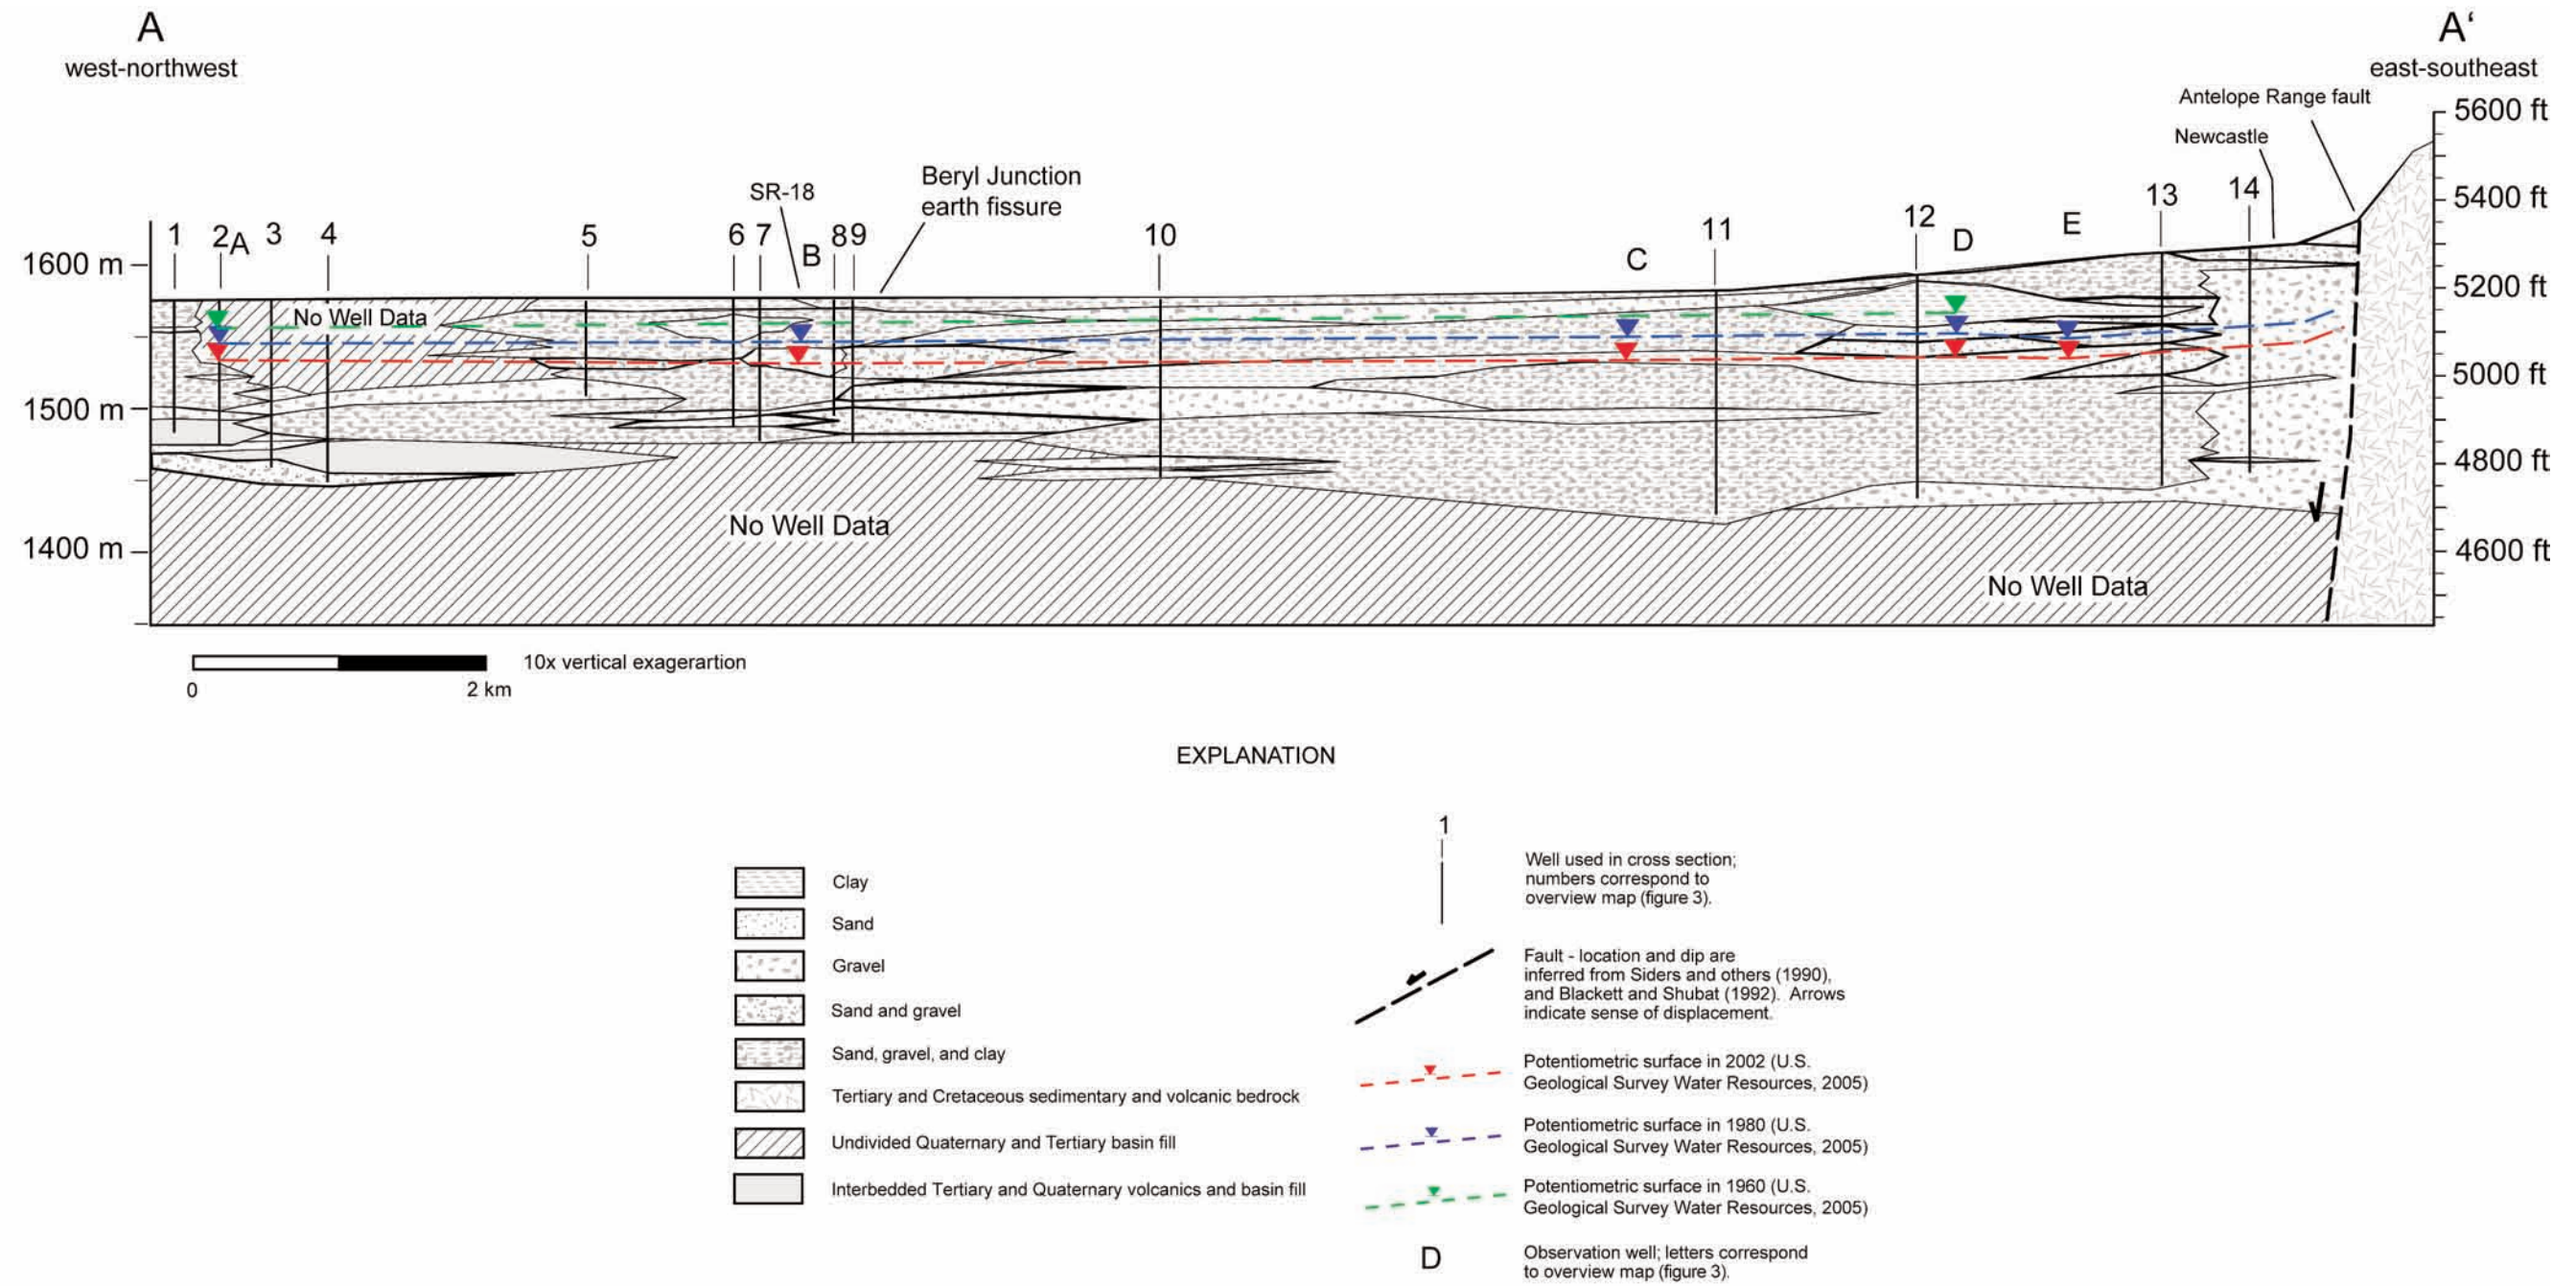 A
west-northwest
A‘
east-southeast
Antelope Range fault
Newcastle
5600 ft
5400 ft
5200 ft
5000 ft
4800 ft
4600 ft
Beryl Junction
earth fissure
SR-18
1 2 A 3 4 5 6 7 B 8 9 10 C 11 12 D E 13 14
1600 m
1500 m
1400 m
No Well Data
No Well Data
No Well Data
0 2 km
10x vertical exagerartion
EXPLANATION
Clay
Sand
Gravel
Sand and gravel
Sand, gravel, and clay
Tertiary and Cretaceous sedimentary and volcanic bedrock
Undivided Quaternary and Tertiary basin fill
Interbedded Tertiary and Quaternary volcanics and basin fill
1
Well used in cross section;
numbers correspond to
overview map (figure 3).
Fault - location and dip are
inferred from Siders and others (1990),
and Blackett and Shubat (1992). Arrows
indicate sense of displacement.
Potentiometric surface in 2002 (U.S.
Geological Survey Water Resources, 2005)
Potentiometric surface in 1980 (U.S.
Geological Survey Water Resources, 2005)
Potentiometric surface in 1960 (U.S.
Geological Survey Water Resources, 2005)
D
Observation well; letters correspond
to overview map (figure 3).